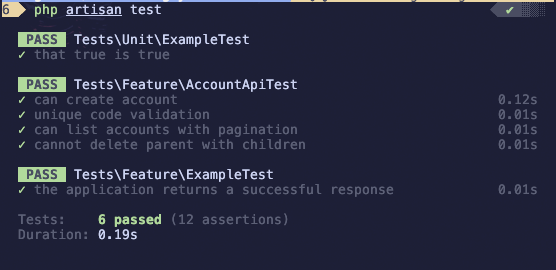 6 php artisan test ✔
PASS Tests\Unit\ExampleTest
✓ that true is true
PASS Tests\Feature\AccountApiTest
✓ can create account 0.12s
✓ unique code validation 0.01s
✓ can list accounts with pagination 0.01s
✓ cannot delete parent with children 0.01s
PASS Tests\Feature\ExampleTest
✓ the application returns a successful response 0.01s
Tests: 6 passed (12 assertions)
Duration: 0.19s